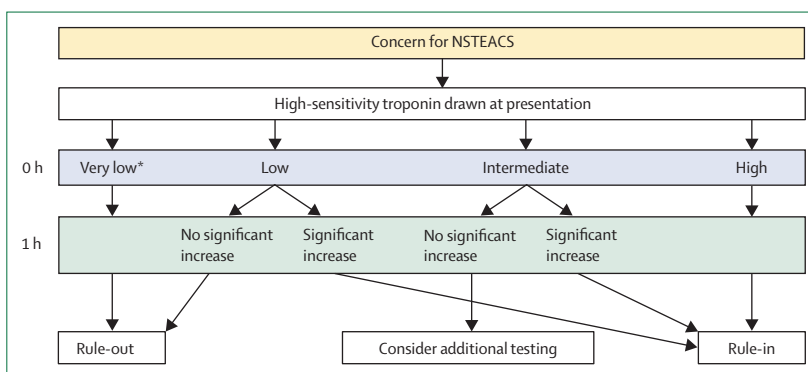 Concern for NSTEACS
High-sensitivity troponin drawn at presentation
0 h
Very low*
Low
Intermediate
High
1 h
No significant
increase
Significant
increase
No significant
increase
Significant
increase
Rule-out
Consider additional testing
Rule-in